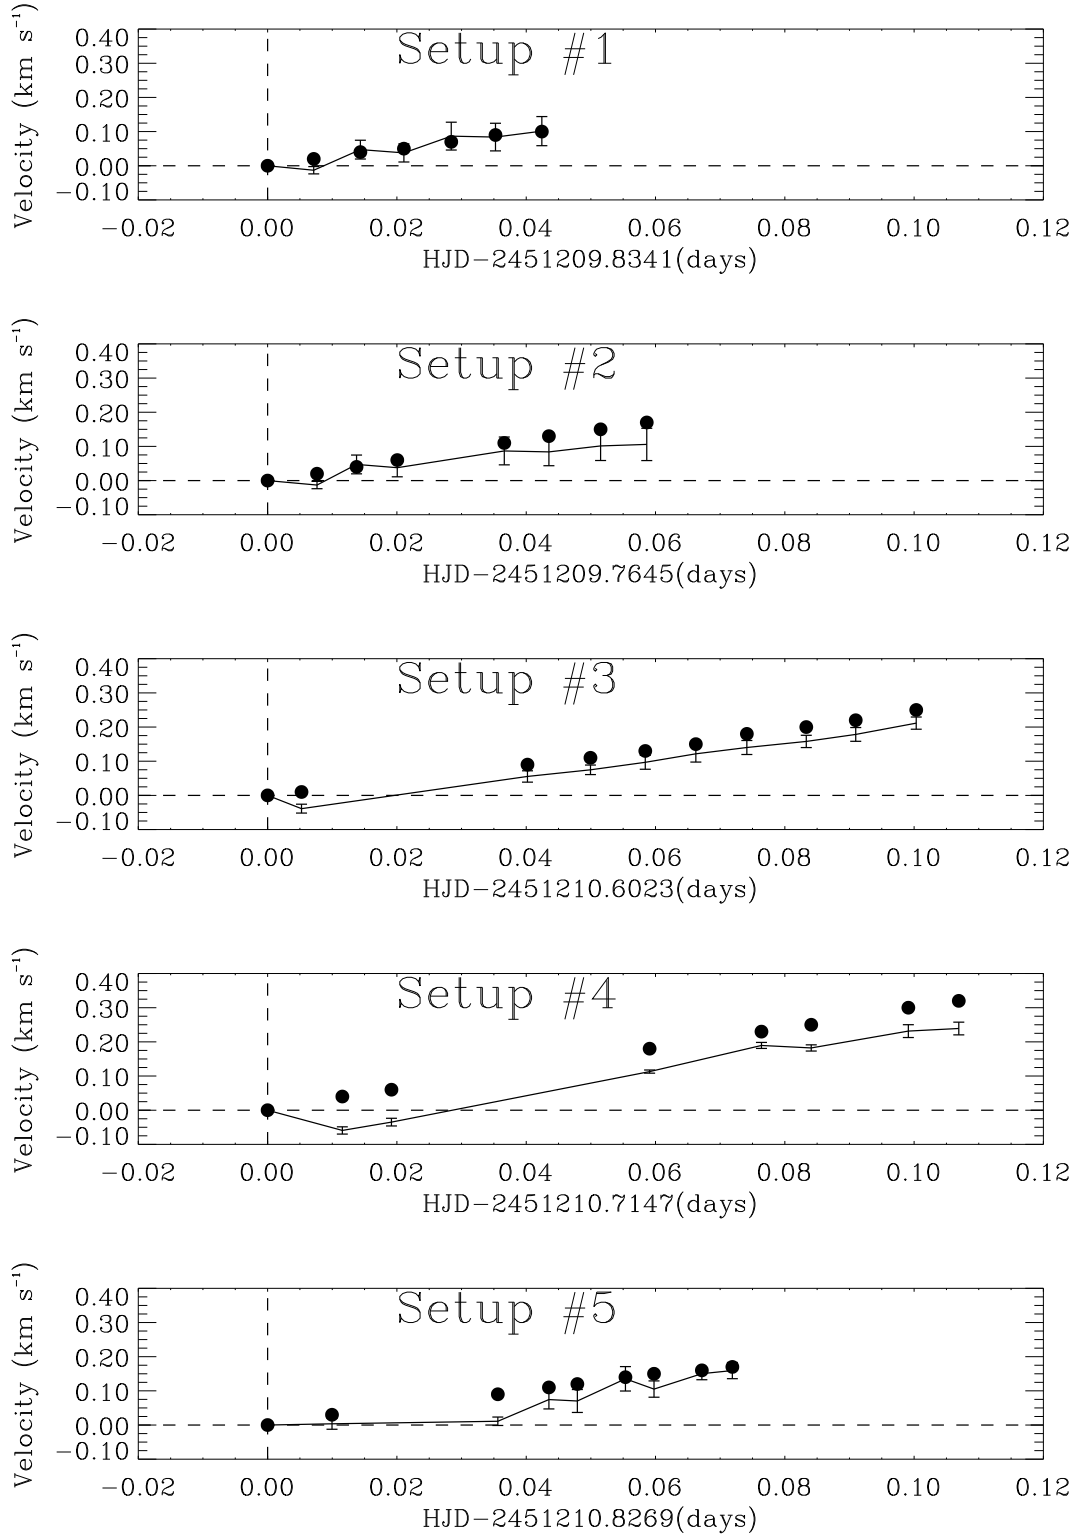 Setup #1
Velocity (km s⁻¹)
0.40
0.30
0.20
0.10
0.00
−0.10
−0.02 0.00 0.02 0.04 0.06 0.08 0.10 0.12
HJD−2451209.8341(days)
Setup #2
Velocity (km s⁻¹)
0.40
0.30
0.20
0.10
0.00
−0.10
−0.02 0.00 0.02 0.04 0.06 0.08 0.10 0.12
HJD−2451209.7645(days)
Setup #3
Velocity (km s⁻¹)
0.40
0.30
0.20
0.10
0.00
−0.10
−0.02 0.00 0.02 0.04 0.06 0.08 0.10 0.12
HJD−2451210.6023(days)
Setup #4
Velocity (km s⁻¹)
0.40
0.30
0.20
0.10
0.00
−0.10
−0.02 0.00 0.02 0.04 0.06 0.08 0.10 0.12
HJD−2451210.7147(days)
Setup #5
Velocity (km s⁻¹)
0.40
0.30
0.20
0.10
0.00
−0.10
−0.02 0.00 0.02 0.04 0.06 0.08 0.10 0.12
HJD−2451210.8269(days)